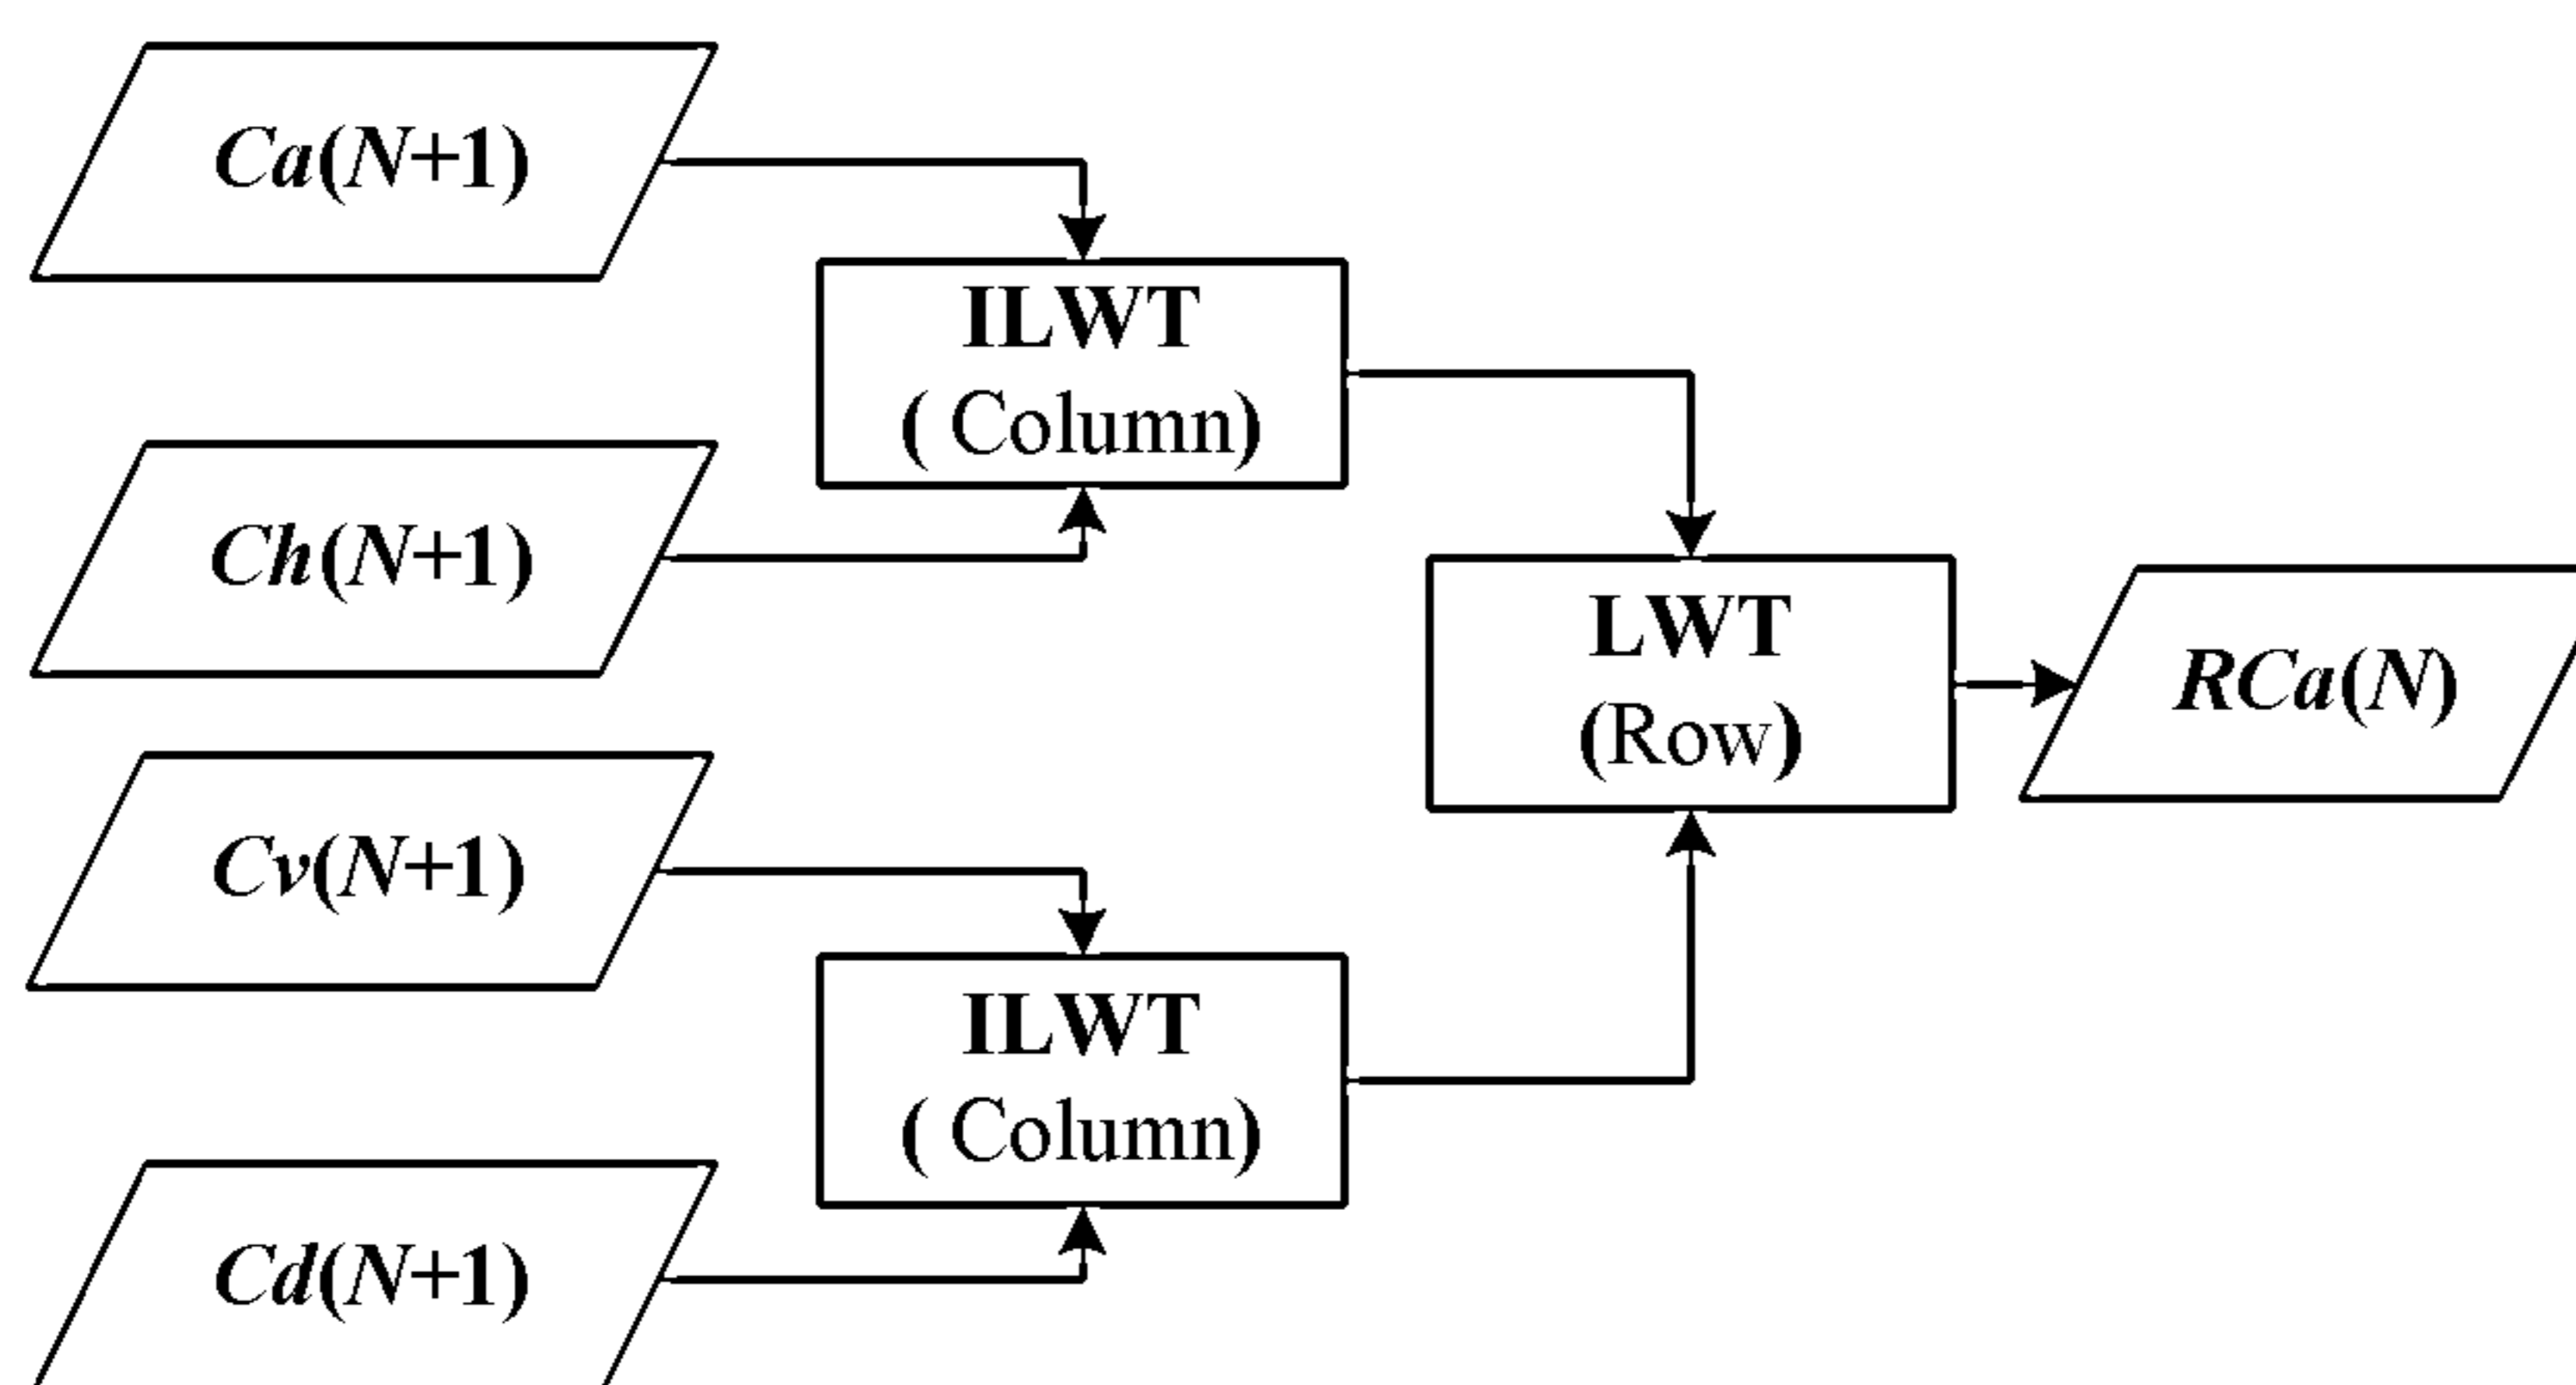 Ca(N+1)
ILWT
( Column)
Ch(N+1)
LWT
(Row)
RCa(N)
Cv(N+1)
ILWT
( Column)
Cd(N+1)